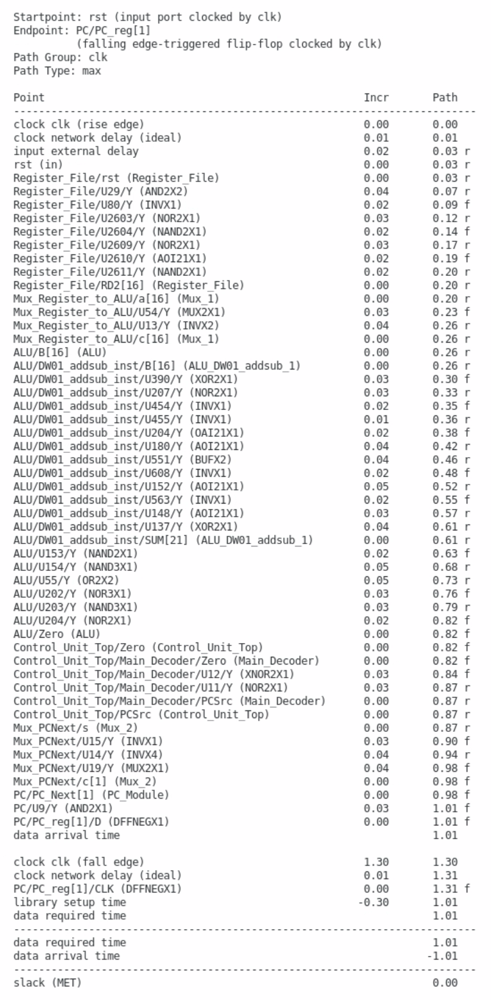 Startpoint: rst (input port clocked by clk)
Endpoint: PC/PC_reg[1]
(falling edge-triggered flip-flop clocked by clk)
Path Group: clk
Path Type: max
Point Incr Path
--------------------------------------------------------------------------
clock clk (rise edge) 0.00 0.00
clock network delay (ideal) 0.01 0.01
input external delay 0.02 0.03 r
rst (in) 0.00 0.03 r
Register_File/rst (Register_File) 0.00 0.03 r
Register_File/U29/Y (AND2X2) 0.04 0.07 r
Register_File/U80/Y (INVX1) 0.02 0.09 f
Register_File/U2603/Y (NOR2X1) 0.03 0.12 r
Register_File/U2604/Y (NAND2X1) 0.02 0.14 f
Register_File/U2609/Y (NOR2X1) 0.03 0.17 r
Register_File/U2610/Y (AOI21X1) 0.02 0.19 f
Register_File/U2611/Y (NAND2X1) 0.02 0.20 r
Register_File/RD2[16] (Register_File) 0.00 0.20 r
Mux_Register_to_ALU/a[16] (Mux_1) 0.00 0.20 r
Mux_Register_to_ALU/U54/Y (MUX2X1) 0.03 0.23 f
Mux_Register_to_ALU/U13/Y (INVX2) 0.04 0.26 r
Mux_Register_to_ALU/c[16] (Mux_1) 0.00 0.26 r
ALU/B[16] (ALU) 0.00 0.26 r
ALU/DW01_addsub_inst/B[16] (ALU_DW01_addsub_1) 0.00 0.26 r
ALU/DW01_addsub_inst/U390/Y (XOR2X1) 0.03 0.30 f
ALU/DW01_addsub_inst/U207/Y (NOR2X1) 0.03 0.33 r
ALU/DW01_addsub_inst/U454/Y (INVX1) 0.02 0.35 f
ALU/DW01_addsub_inst/U455/Y (INVX1) 0.01 0.36 r
ALU/DW01_addsub_inst/U204/Y (OAI21X1) 0.02 0.38 f
ALU/DW01_addsub_inst/U180/Y (AOI21X1) 0.04 0.42 r
ALU/DW01_addsub_inst/U551/Y (BUFX2) 0.04 0.46 r
ALU/DW01_addsub_inst/U608/Y (INVX1) 0.02 0.48 f
ALU/DW01_addsub_inst/U152/Y (AOI21X1) 0.05 0.52 r
ALU/DW01_addsub_inst/U563/Y (INVX1) 0.02 0.55 f
ALU/DW01_addsub_inst/U148/Y (AOI21X1) 0.03 0.57 r
ALU/DW01_addsub_inst/U137/Y (XOR2X1) 0.04 0.61 r
ALU/DW01_addsub_inst/SUM[21] (ALU_DW01_addsub_1) 0.00 0.61 r
ALU/U153/Y (NAND2X1) 0.02 0.63 f
ALU/U154/Y (NAND3X1) 0.05 0.68 r
ALU/U55/Y (OR2X2) 0.05 0.73 r
ALU/U202/Y (NOR3X1) 0.03 0.76 f
ALU/U203/Y (NAND3X1) 0.03 0.79 r
ALU/U204/Y (NOR2X1) 0.02 0.82 f
ALU/Zero (ALU) 0.00 0.82 f
Control_Unit_Top/Zero (Control_Unit_Top) 0.00 0.82 f
Control_Unit_Top/Main_Decoder/Zero (Main_Decoder) 0.00 0.82 f
Control_Unit_Top/Main_Decoder/U12/Y (XNOR2X1) 0.03 0.84 f
Control_Unit_Top/Main_Decoder/U11/Y (NOR2X1) 0.03 0.87 r
Control_Unit_Top/Main_Decoder/PCSrc (Main_Decoder) 0.00 0.87 r
Control_Unit_Top/PCSrc (Control_Unit_Top) 0.00 0.87 r
Mux_PCNext/s (Mux_2) 0.00 0.87 r
Mux_PCNext/U15/Y (INVX1) 0.03 0.90 f
Mux_PCNext/U14/Y (INVX4) 0.04 0.94 r
Mux_PCNext/U19/Y (MUX2X1) 0.04 0.98 f
Mux_PCNext/c[1] (Mux_2) 0.00 0.98 f
PC/PC_Next[1] (PC_Module) 0.00 0.98 f
PC/U9/Y (AND2X1) 0.03 1.01 f
PC/PC_reg[1]/D (DFFNEGX1) 0.00 1.01 f
data arrival time 1.01
clock clk (fall edge) 1.30 1.30
clock network delay (ideal) 0.01 1.31
PC/PC_reg[1]/CLK (DFFNEGX1) 0.00 1.31 f
library setup time -0.30 1.01
data required time 1.01
--------------------------------------------------------------------------
data required time 1.01
data arrival time -1.01
--------------------------------------------------------------------------
slack (MET) 0.00